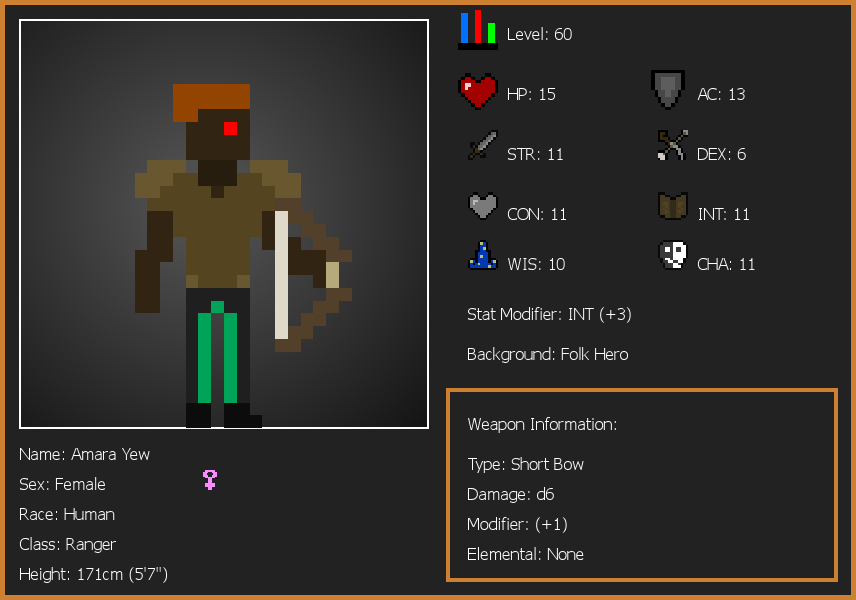 Level: 60
HP: 15
AC: 13
STR: 11
DEX: 6
CON: 11
INT: 11
WIS: 10
CHA: 11
Stat Modifier: INT (+3)
Background: Folk Hero
Weapon Information:
Type: Short Bow
Damage: d6
Modifier: (+1)
Elemental: None
Name: Amara Yew
Sex: Female
Race: Human
Class: Ranger
Height: 171cm (5'7")